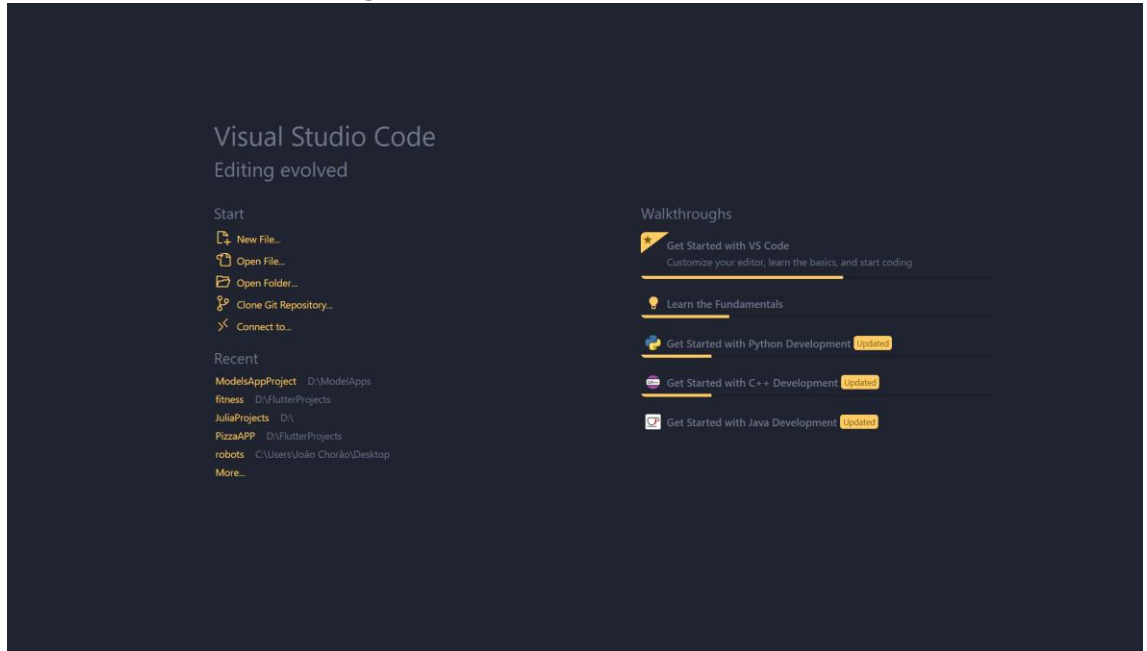 Visual Studio Code
Editing evolved
Start
New File...
Open File...
Open Folder...
Clone Git Repository...
Connect to...
Recent
ModelsAppProject D:\ModelApps
fitness D:\FlutterProjects
JuliaProjects D:\
PizzaAPP D:\FlutterProjects
robots C:\Users\João Chorão\Desktop
More...
Walkthroughs
Get Started with VS Code
Customize your editor, learn the basics, and start coding
Learn the Fundamentals
Get Started with Python Development Updated
Get Started with C++ Development Updated
Get Started with Java Development Updated